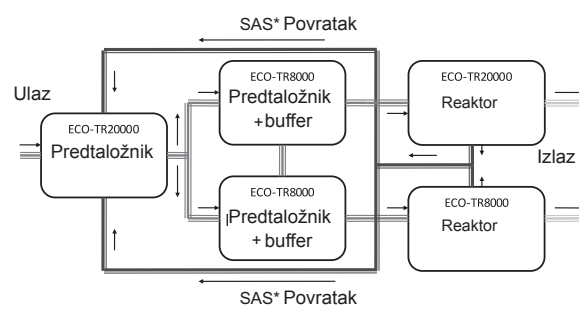 SAS* Povratak
Ulaz
ECO-TR20000
Predtaložnik
ECO-TR8000
Predtaložnik
+buffer
ECO-TR8000
Predtaložnik
+ buffer
ECO-TR20000
Reaktor
ECO-TR8000
Reaktor
Izlaz
SAS* Povratak